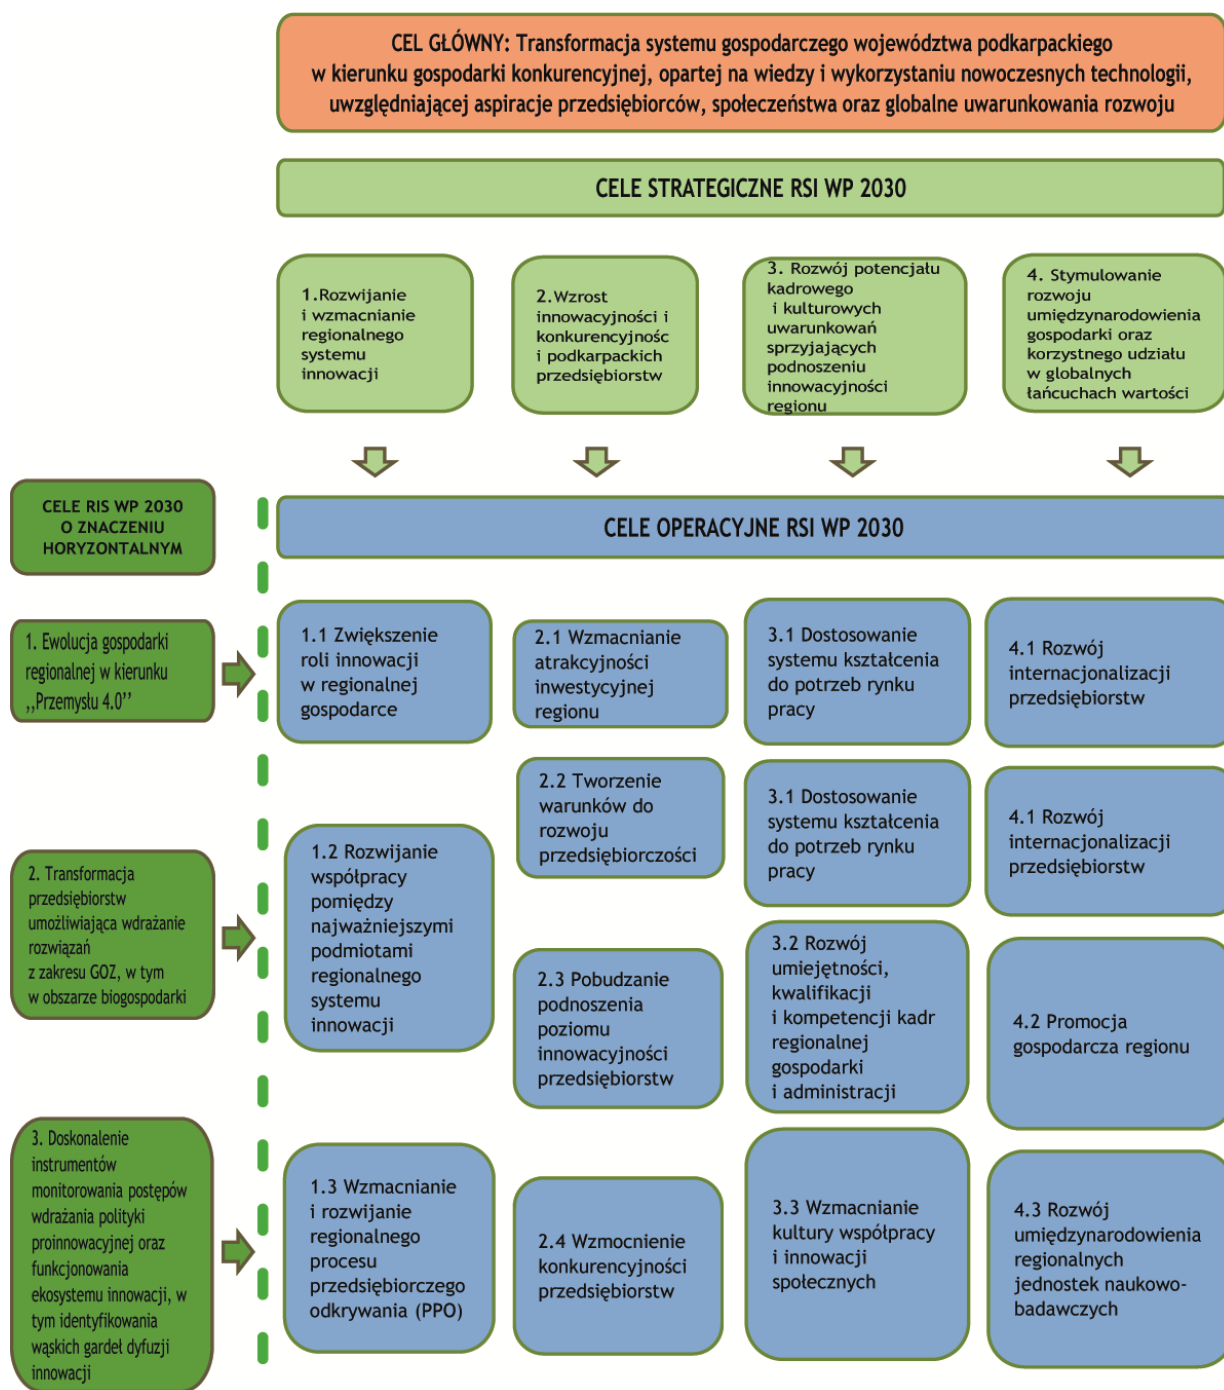 CEL GŁÓWNY: Transformacja systemu gospodarczego województwa podkarpackiego
w kierunku gospodarki konkurencyjnej, opartej na wiedzy i wykorzystaniu nowoczesnych technologii,
uwzględniającej aspiracje przedsiębiorców, społeczeństwa oraz globalne uwarunkowania rozwoju
CELE STRATEGICZNE RSI WP 2030
1.Rozwijanie
i wzmacnianie
regionalnego
systemu
innowacji
2.Wzrost
innowacyjności i
konkurencyjnośc
i podkarpackich
przedsiębiorstw
3. Rozwój potencjału
kadrowego
i kulturowych
uwarunkowań
sprzyjających
podnoszeniu
innowacyjności
regionu
4. Stymulowanie
rozwoju
umiędzynarodowienia
gospodarki oraz
korzystnego udziału
w globalnych
łańcuchach wartości
CELE RIS WP 2030
O ZNACZENIU
HORYZONTALNYM
CELE OPERACYJNE RSI WP 2030
1. Ewolucja gospodarki
regionalnej w kierunku
,,Przemysłu 4.0’’
1.1 Zwiększenie
roli innowacji
w regionalnej
gospodarce
2.1 Wzmacnianie
atrakcyjności
inwestycyjnej
regionu
3.1 Dostosowanie
systemu kształcenia
do potrzeb rynku
pracy
4.1 Rozwój
internacjonalizacji
przedsiębiorstw
2.2 Tworzenie
warunków do
rozwoju
przedsiębiorczości
3.1 Dostosowanie
systemu kształcenia
do potrzeb rynku
pracy
4.1 Rozwój
internacjonalizacji
przedsiębiorstw
2. Transformacja
przedsiębiorstw
umożliwiająca wdrażanie
rozwiązań
z zakresu GOZ, w tym
w obszarze biogospodarki
1.2 Rozwijanie
współpracy
pomiędzy
najważniejszymi
podmiotami
regionalnego
systemu
innowacji
2.3 Pobudzanie
podnoszenia
poziomu
innowacyjności
przedsiębiorstw
3.2 Rozwój
umiejętności,
kwalifikacji
i kompetencji kadr
regionalnej
gospodarki
i administracji
4.2 Promocja
gospodarcza regionu
3. Doskonalenie
instrumentów
monitorowania postępów
wdrażania polityki
proinnowacyjnej oraz
funkcjonowania
ekosystemu innowacji, w
tym identyfikowania
wąskich gardeł dyfuzji
innowacji
1.3 Wzmacnianie
i rozwijanie
regionalnego
procesu
przedsiębiorczego
odkrywania (PPO)
2.4 Wzmocnienie
konkurencyjności
przedsiębiorstw
3.3 Wzmacnianie
kultury współpracy
i innowacji
społecznych
4.3 Rozwój
umiędzynarodowienia
regionalnych
jednostek naukowo-
badawczych